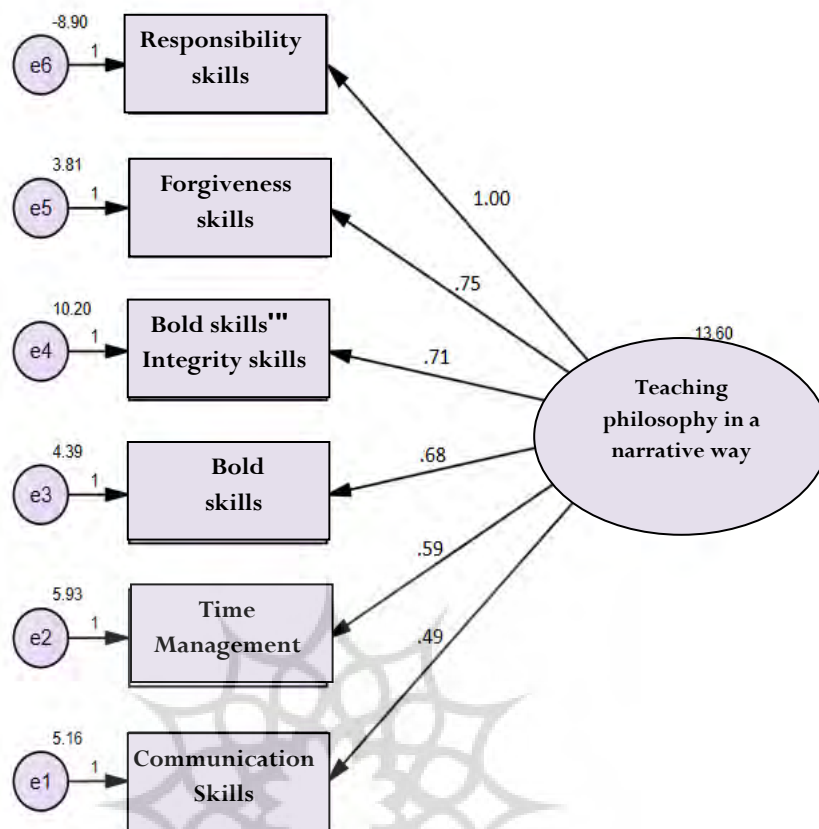 -8.90
e6
1
Responsibility
skills
3.81
e5
1
Forgiveness
skills
10.20
e4
1
Bold skills'"
Integrity skills
4.39
e3
1
Bold
skills
5.93
e2
1
Time
Management
5.16
e1
1
Communication
Skills
1.00
.75
.71
.68
.59
.49
13.60
Teaching
philosophy in a
narrative way